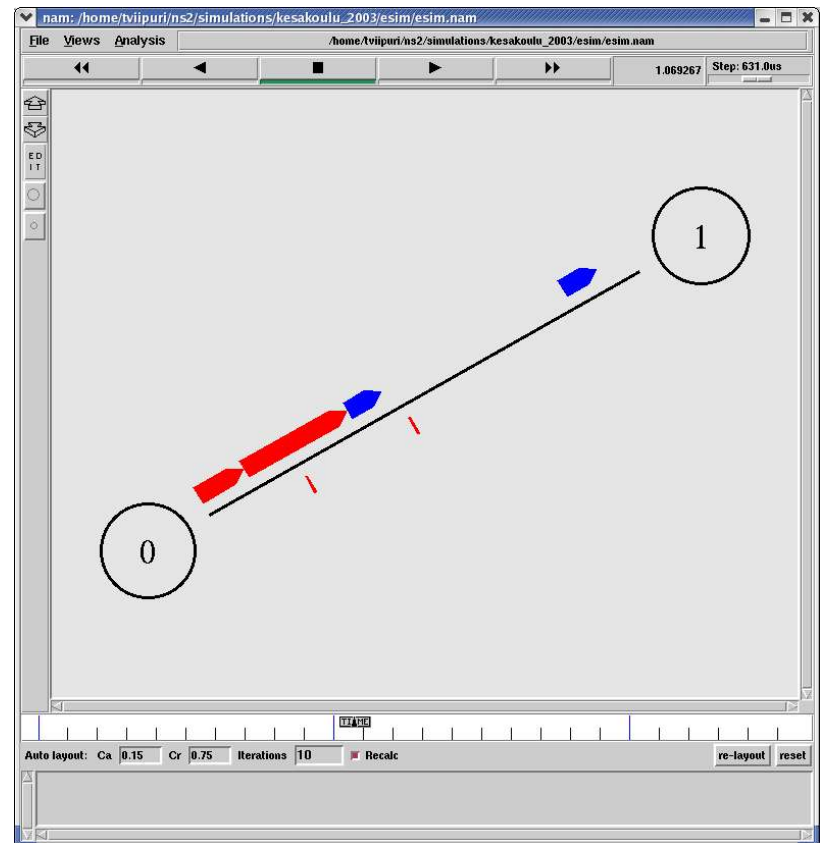 nam: /home/tviipuri/ns2/simulations/kesakoulu_2003/esim/esim.nam
File Views Analysis /home/tviipuri/ns2/simulations/kesakoulu_2003/esim/esim.nam
1.069267 Step: 631.0us
ED
IT
1
0
TIME
Auto layout: Ca 0.15 Cr 0.75 Iterations 10 Recalc re-layout reset